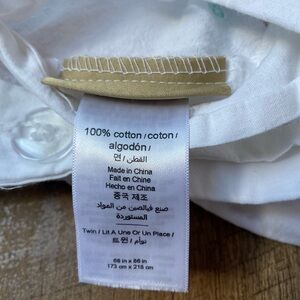 100% cotton / coton /
algodón /
면 / القطن /
Made in China
Fait en Chine
Hecho en China
중국 제조
صنع في الصين من المواد
المستوردة
Twin / Lit A Une Or Un Place /
트윈 / توأم /
68 in x 86 in
173 cm x 218 cm